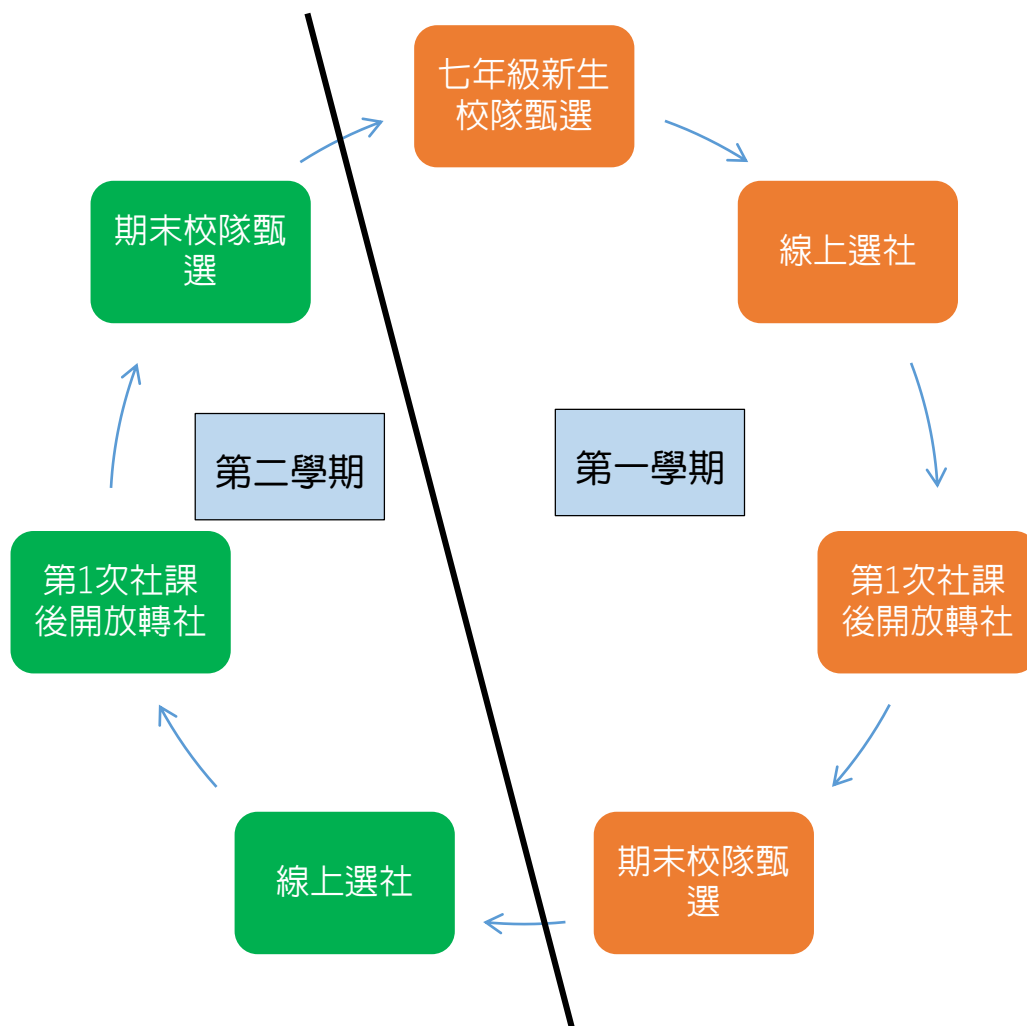 七年級新生
校隊甄選
線上選社
第1次社課
後開放轉社
期末校隊甄
選
線上選社
第1次社課
後開放轉社
期末校隊甄
選
第二學期
第一學期